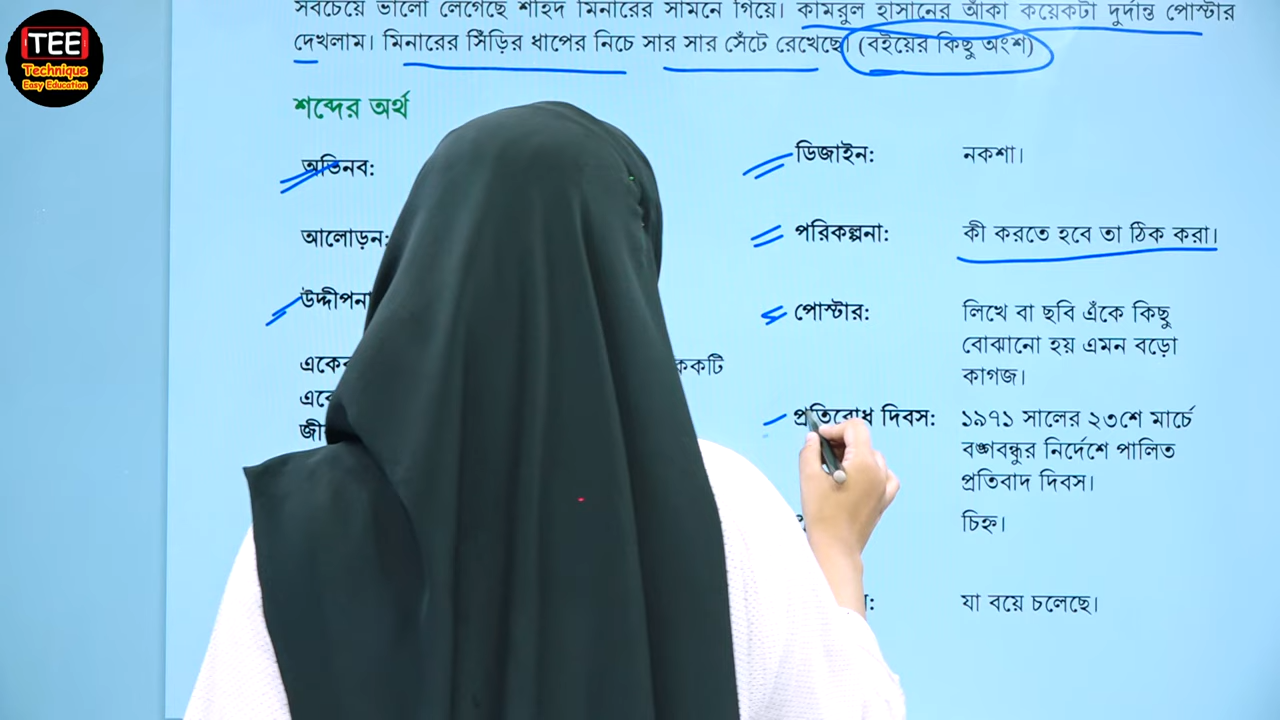 TEE
Technique
Easy Education
সবচেয়ে ভালো লেগেছে শহিদ মিনারের সামনে গিয়ে। কামরুল হাসানের আঁকা কয়েকটা দুর্দান্ত পোস্টার
দেখলাম। মিনারের সিঁড়ির ধাপের নিচে সার সার সেঁটে রেখেছে। (বইয়ের কিছু অংশ)
শব্দের অর্থ
অভিনব:
ডিজাইন: নকশা।
আলোড়ন:
পরিকল্পনা: কী করতে হবে তা ঠিক করা।
উদ্দীপনা
পোস্টার: লিখে বা ছবি এঁকে কিছু
বোঝানো হয় এমন বড়ো
কাগজ।
প্রতিরোধ দিবস: ১৯৭১ সালের ২৩শে মার্চে
বঙ্গবন্ধুর নির্দেশে পালিত
প্রতিবাদ দিবস।
চিহ্ন।
যা বয়ে চলেছে।